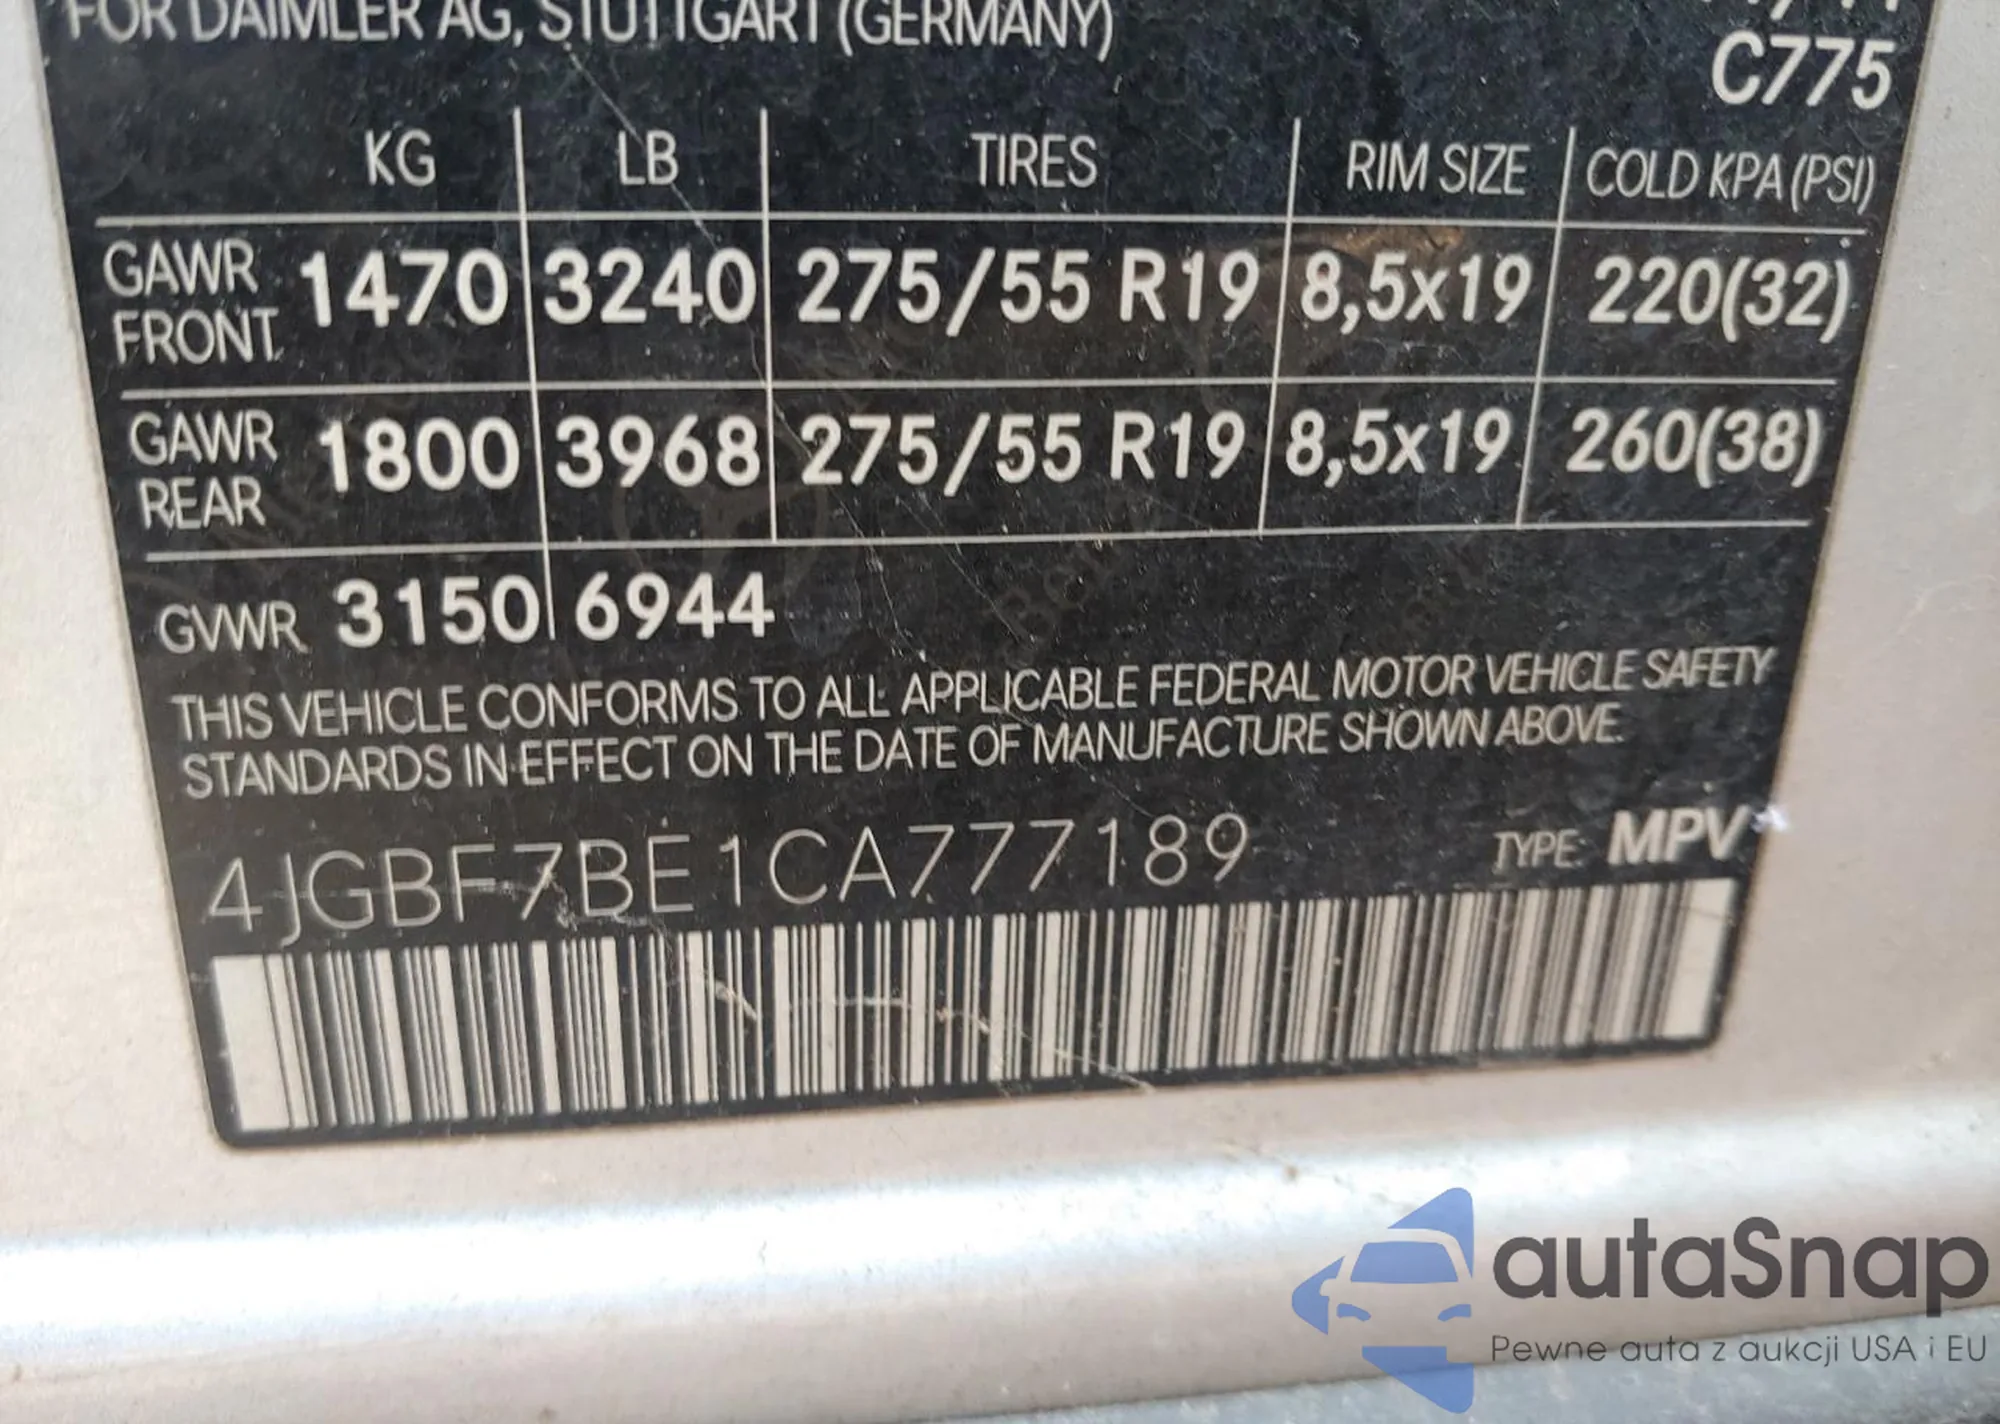 FOR DAIMLER AG, STUTTGART (GERMANY)
C775
KG LB TIRES RIM SIZE COLD KPA (PSI)
GAWR FRONT 1470 3240 275/55 R19 8,5x19 220(32)
GAWR REAR 1800 3968 275/55 R19 8,5x19 260(38)
GVWR 3150 6944
THIS VEHICLE CONFORMS TO ALL APPLICABLE FEDERAL MOTOR VEHICLE SAFETY
STANDARDS IN EFFECT ON THE DATE OF MANUFACTURE SHOWN ABOVE.
4JGBF7BE1CA777189 TYPE: MPV
autaSnap
Pewne auta z aukcji USA i EU